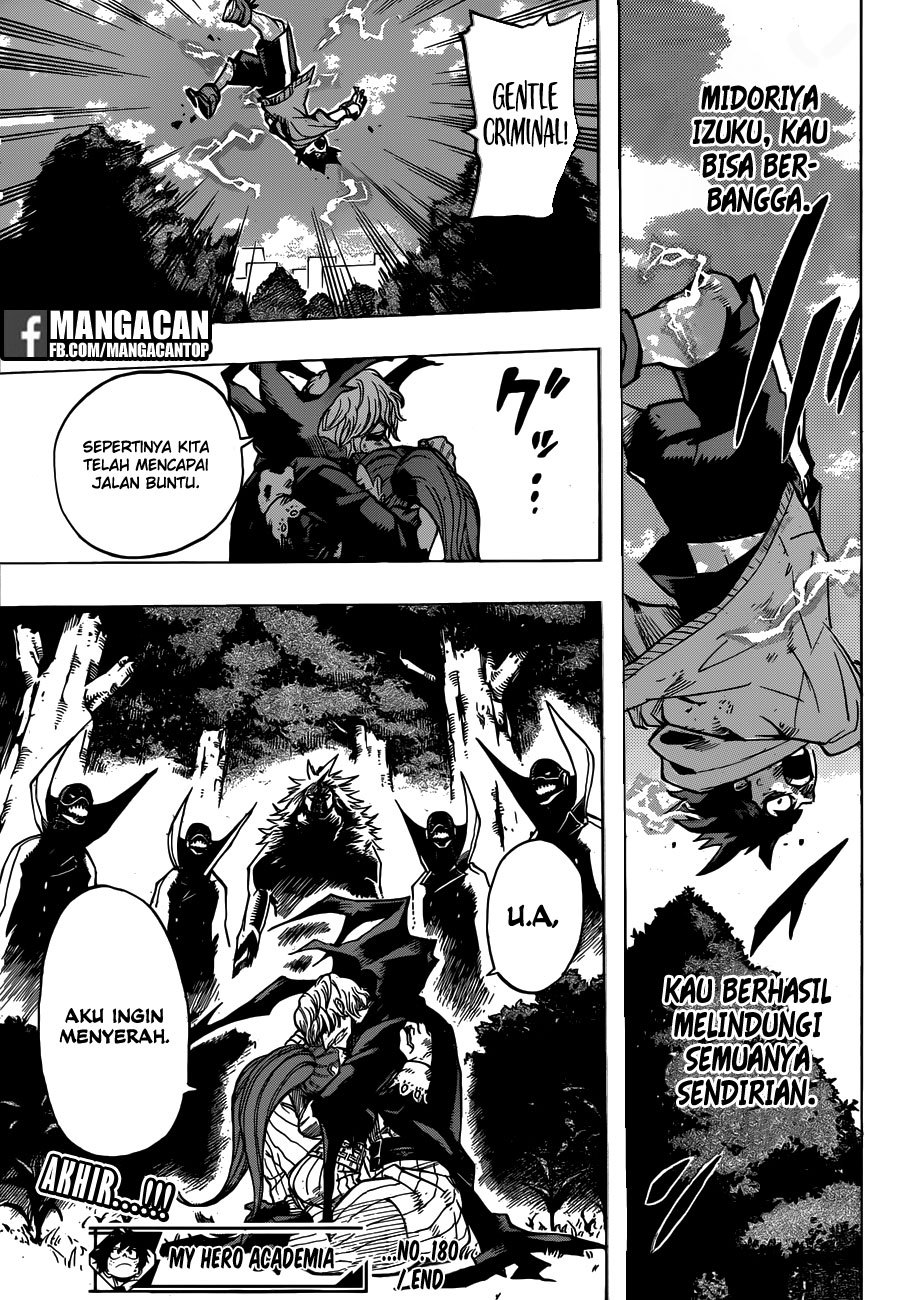 MIDORIYA
IZUKU, KAU
BISA BER-
BANGGA.
KAU BERHASIL
MELINDUNGI
SEMUANYA
SENDIRIAN.
GENTLE
CRIMINAL!
MANGACAN
FB.COM/MANGACANTOP
グッ…
SEPERTINYA KITA
TELAH MENCAPAI
JALAN BUNTU.
U.A,
AKU INGIN
MENYERAH.
AKHIR...!!!
MY HERO ACADEMIA
...NO. 180
/ END